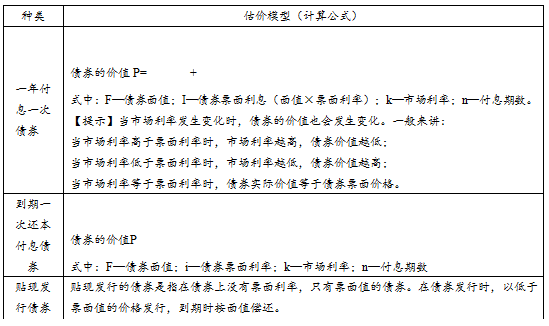 种类
估价模型（计算公式）
一年付
息一次
债券
债券的价值 P= +
式中：F—债券面值；I—债券票面利息（面值×票面利率）；k—市场利率；n—付息期数。
【提示】当市场利率发生变化时，债券的价值也会发生变化。一般来讲：
当市场利率高于票面利率时，市场利率越高，债券价值越低；
当市场利率低于票面利率时，市场利率越低，债券价值越高；
当市场利率等于票面利率时，债券实际价值等于债券票面价格。
到期一
次还本
付息债
券
债券的价值P
式中：F—债券面值；i—债券票面利率；k—市场利率；n—付息期数
贴现发
行债券
贴现发行的债券是指在债券上没有票面利率，只有票面值的债券。在债券发行时，以低于
票面值的价格发行，到期时按面值偿还。